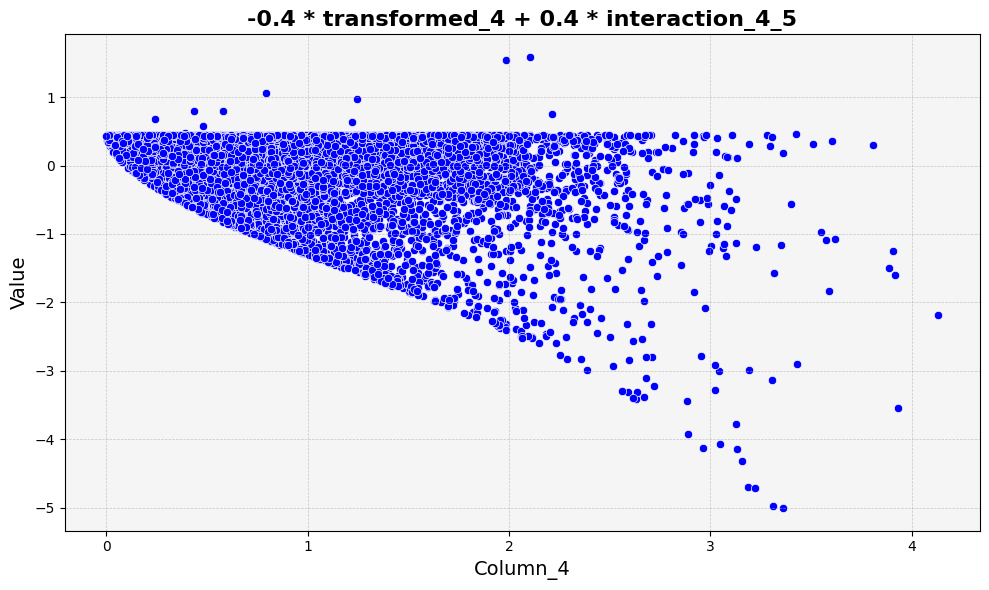 -0.4 * transformed_4 + 0.4 * interaction_4_5
Value
1
0
−1
−2
−3
−4
−5
0 1 2 3 4
Column_4